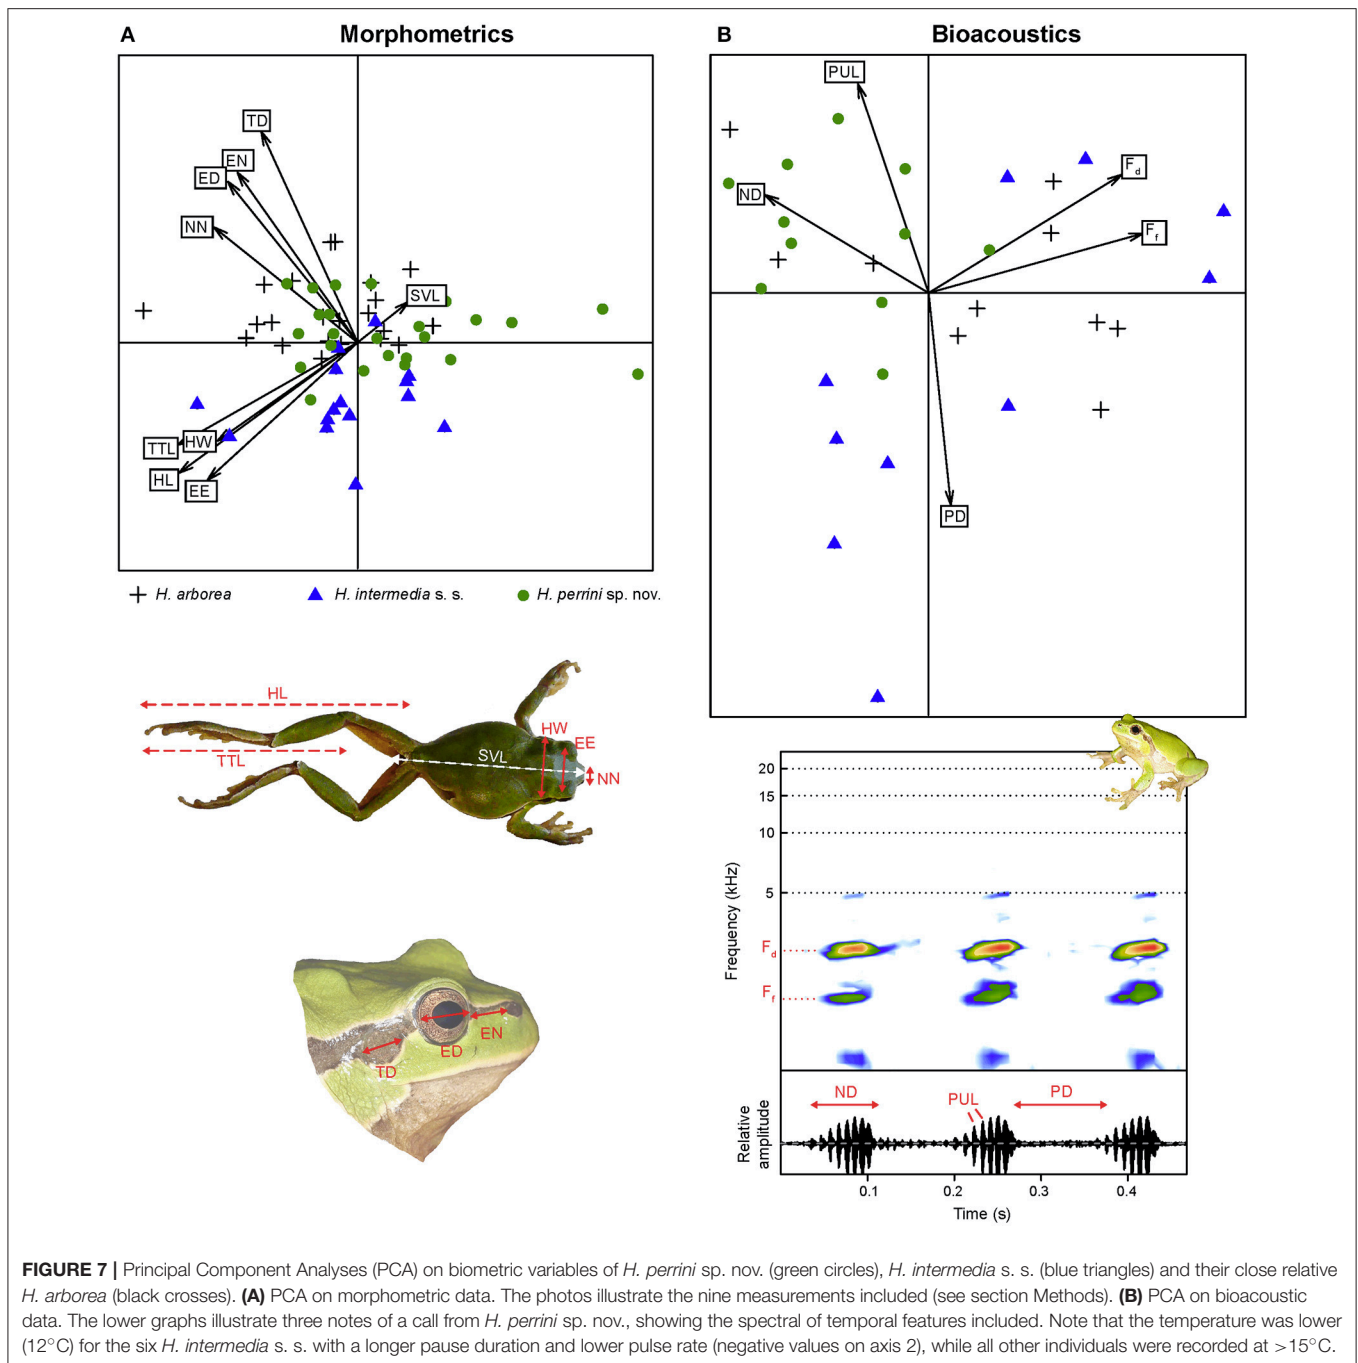 A
Morphometrics
TD
EN
ED
NN
SVL
TTL
HW
HL
EE
B
Bioacoustics
PUL
ND
Fd
Ff
PD
H. arborea
H. intermedia s. s.
H. perrini sp. nov.
HL
HW
EE
SVL
TTL
NN
EN
ED
TD
20
15
10
5
Frequency (kHz)
Fd
Ff
ND
PUL
PD
Relative
amplitude
0.1
0.2
0.3
0.4
Time (s)
FIGURE 7 | Principal Component Analyses (PCA) on biometric variables of H. perrini sp. nov. (green circles), H. intermedia s. s. (blue triangles) and their close relative
H. arborea (black crosses). (A) PCA on morphometric data. The photos illustrate the nine measurements included (see section Methods). (B) PCA on bioacoustic
data. The lower graphs illustrate three notes of a call from H. perrini sp. nov., showing the spectral of temporal features included. Note that the temperature was lower
(12°C) for the six H. intermedia s. s. with a longer pause duration and lower pulse rate (negative values on axis 2), while all other individuals were recorded at >15°C.